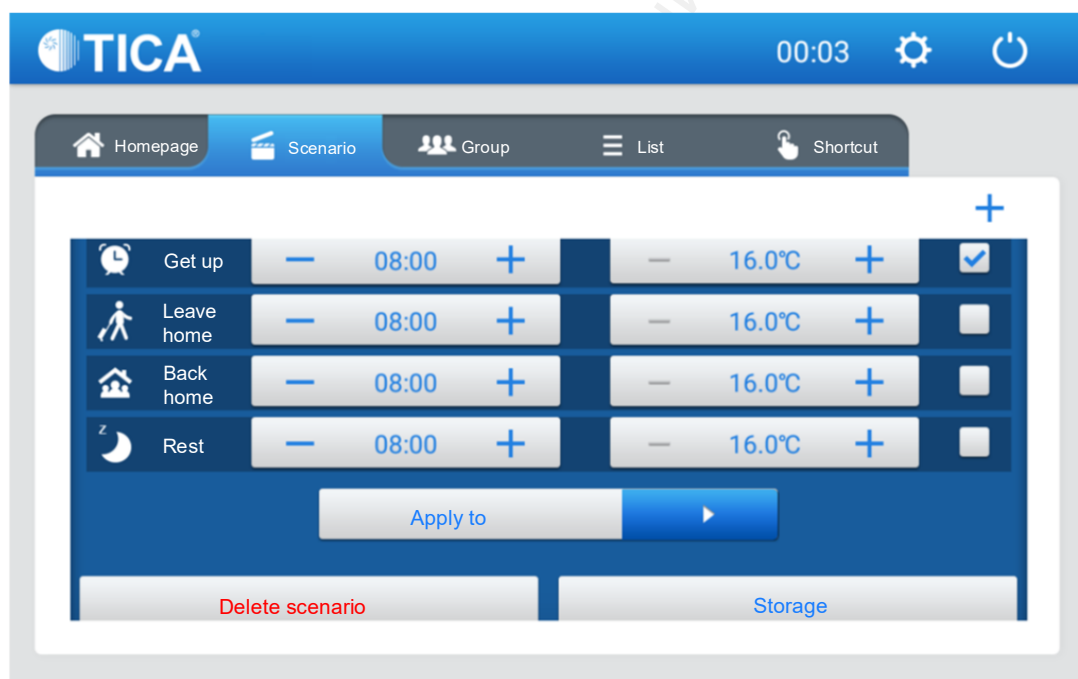 TICA®
00:03
Homepage
Scenario
Group
List
Shortcut
Get up
08:00
16.0℃
Leave
home
08:00
16.0℃
Back
home
08:00
16.0℃
z
Rest
08:00
16.0℃
Apply to
Delete scenario
Storage